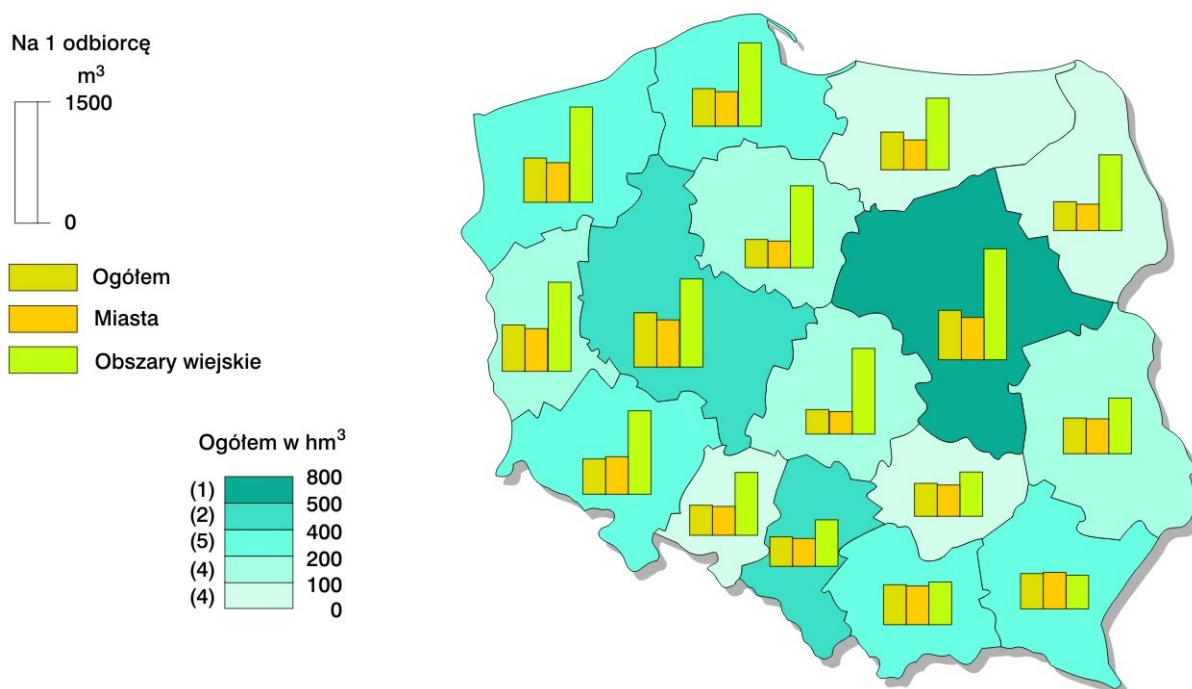 Na 1 odbiorcę
m³
1500
0
Ogółem
Miasta
Obszary wiejskie
Ogółem w hm³
800
(1)
500
(2)
400
(5)
200
(4)
100
(4)
0